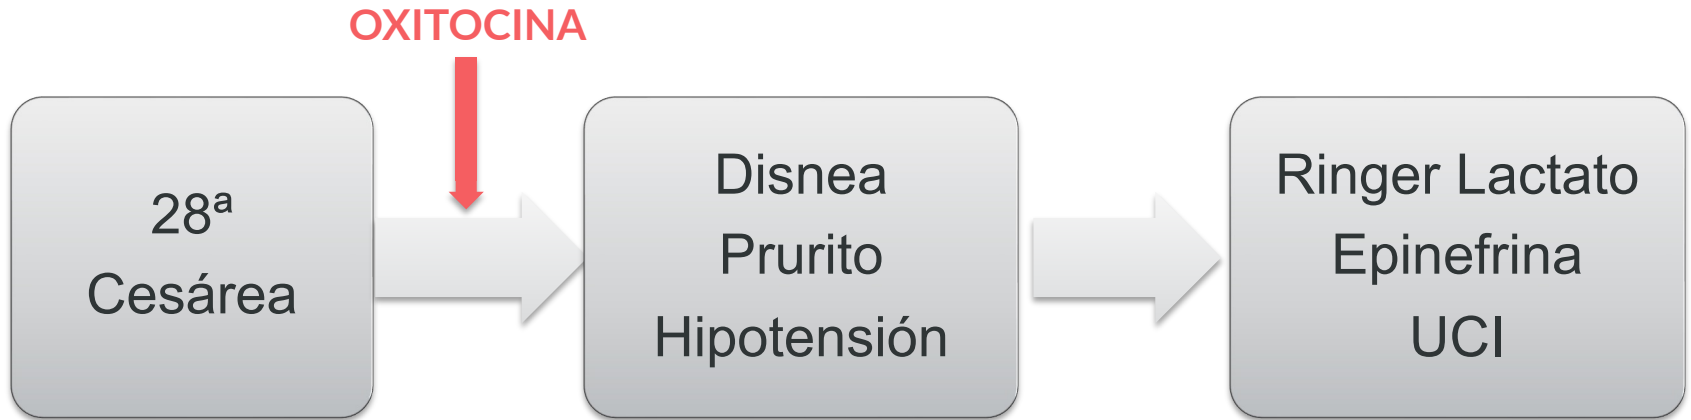 OXITOCINA
28ª
Cesárea
Disnea
Prurito
Hipotensión
Ringer Lactato
Epinefrina
UCI